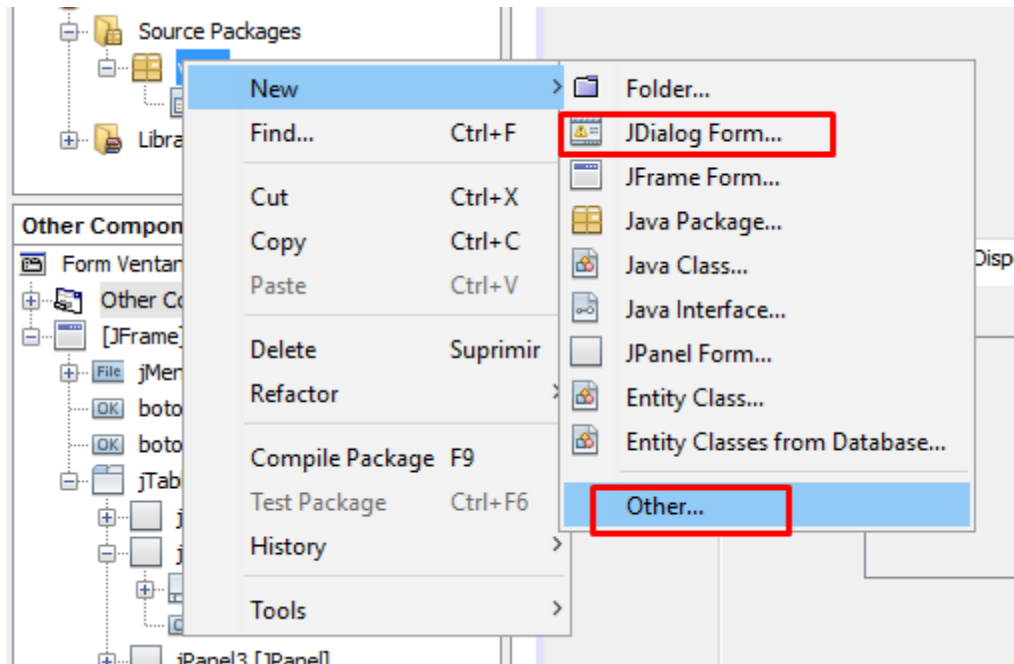 Source Packages
Libra
New
Find... Ctrl+F
Cut Ctrl+X
Copy Ctrl+C
Paste Ctrl+V
Delete Suprimir
Refactor
Compile Package F9
Test Package Ctrl+F6
History
Tools
Folder...
JDialog Form...
JFrame Form...
Java Package...
Java Class...
Java Interface...
JPanel Form...
Entity Class...
Entity Classes from Database...
Other...
Other Compon
Form Ventan
Other Co
[JFrame]
File jMen
OK boto
OK boto
jTab
j
j
jPanel3 [JPanel]
Disp